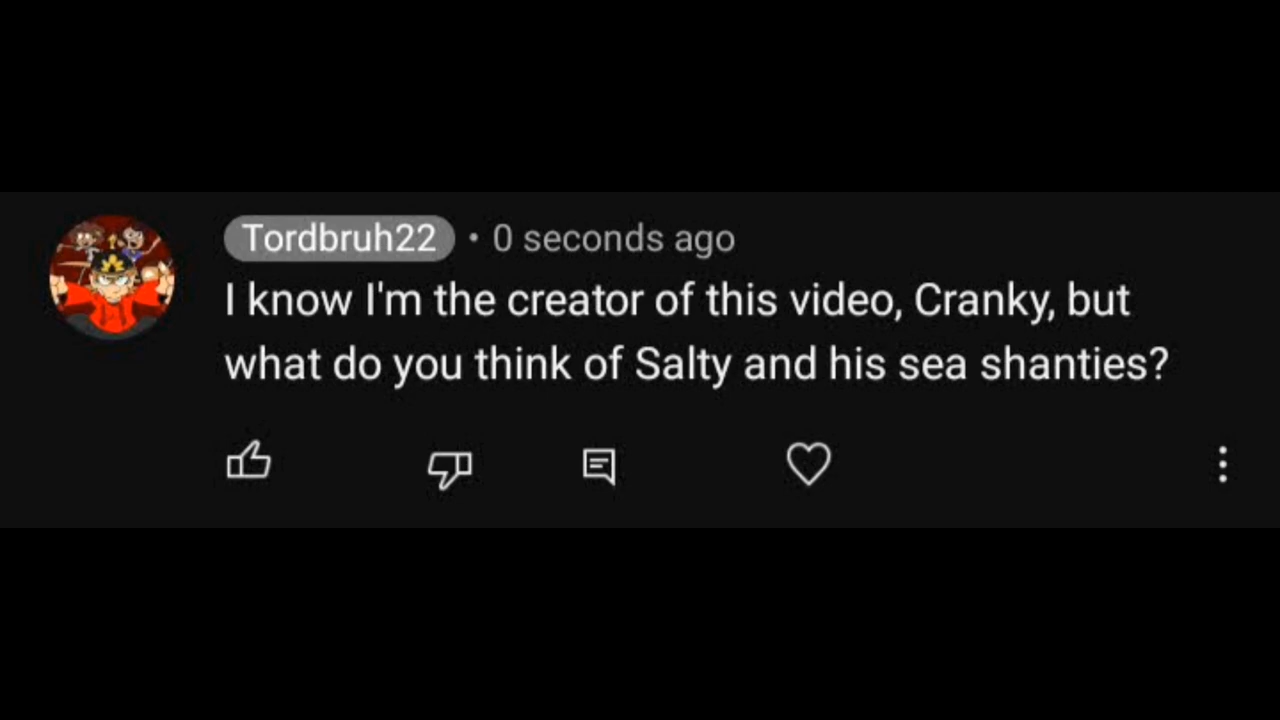 Tordbruh22 • 0 seconds ago
I know I'm the creator of this video, Cranky, but
what do you think of Salty and his sea shanties?